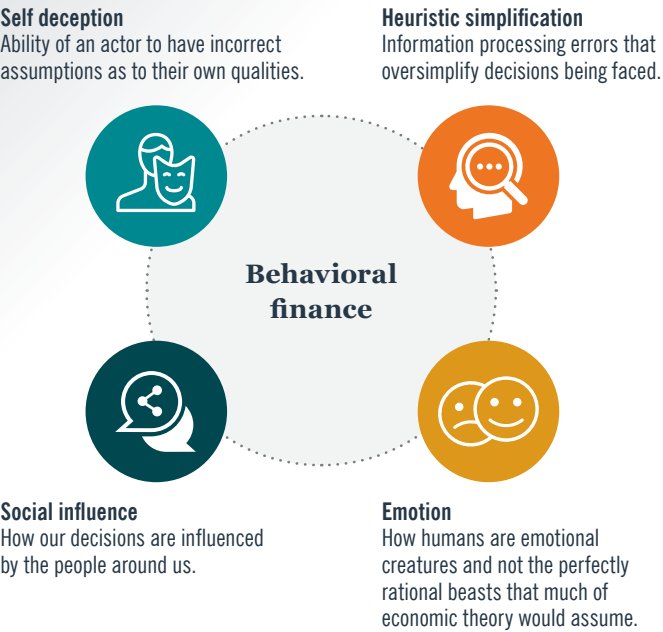 Self deception
Ability of an actor to have incorrect
assumptions as to their own qualities.
Heuristic simplification
Information processing errors that
oversimplify decisions being faced.
Behavioral
finance
Social influence
How our decisions are influenced
by the people around us.
Emotion
How humans are emotional
creatures and not the perfectly
rational beasts that much of
economic theory would assume.